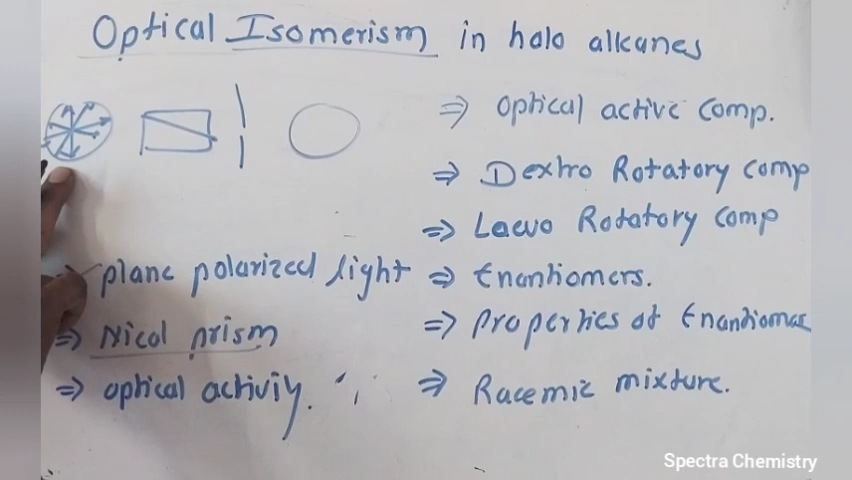 Optical Isomerism in halo alkanes
⇒ Optical active comp.
⇒ Dextro Rotatory comp
⇒ Laevo Rotatory comp
⇒ plane polarized light
⇒ Enantiomers.
⇒ Nicol prism
⇒ properties of Enantiomers
⇒ optical activiy.
⇒ Racemic mixture.
Spectra Chemistry